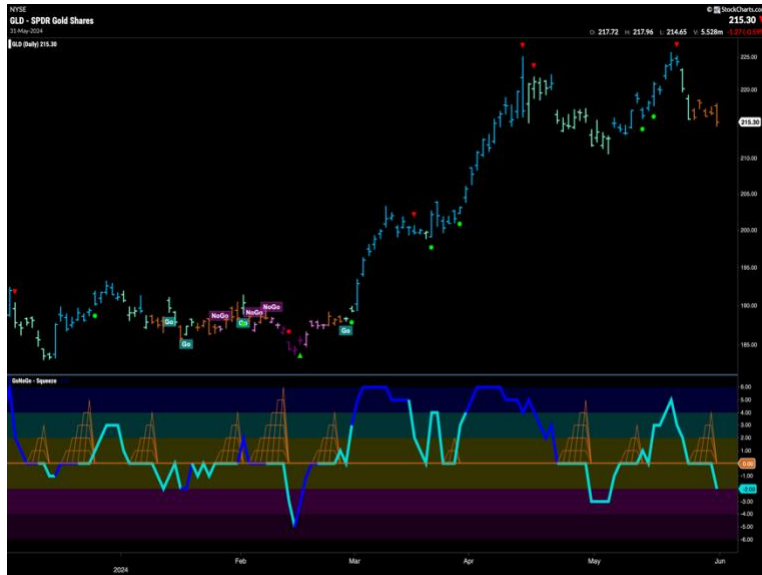 NYSE
© StockCharts.com
GLD - SPDR Gold Shares
215.30
31-May-2024
O: 217.72 H: 217.96 L: 214.65 V: 5.528m
GLD (Daily) 215.30
225.00
220.00
215.30
210.00
205.00
200.00
195.00
190.00
185.00
Go
Go
NoGo
Go
NoGo
NoGo
Go
GoNoGo - Squeeze
6.00
5.00
4.00
3.00
2.00
1.00
0.00
-1.00
-2.00
-3.00
-4.00
-5.00
-6.00
Feb
Mar
Apr
May
Jun
2024